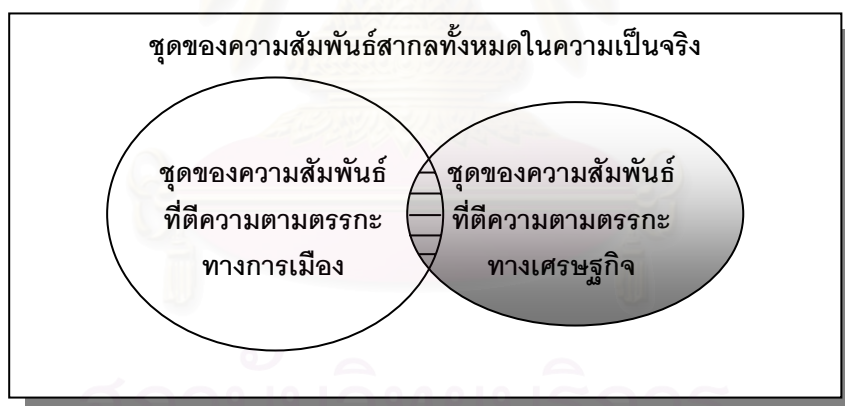 ชุดของความสัมพันธ์สากลทั้งหมดในความเป็นจริง
ชุดของความสัมพันธ์
ที่ตีความตามตรรกะ
ทางการเมือง
ชุดของความสัมพันธ์
ที่ตีความตามตรรกะ
ทางเศรษฐกิจ